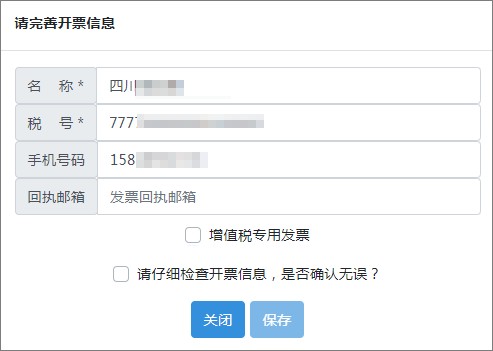 请完善开票信息
名 称 * 四川
税 号 * 7777
手机号码 158
回执邮箱 发票回执邮箱
增值税专用发票
请仔细检查开票信息，是否确认无误？
关闭 保存